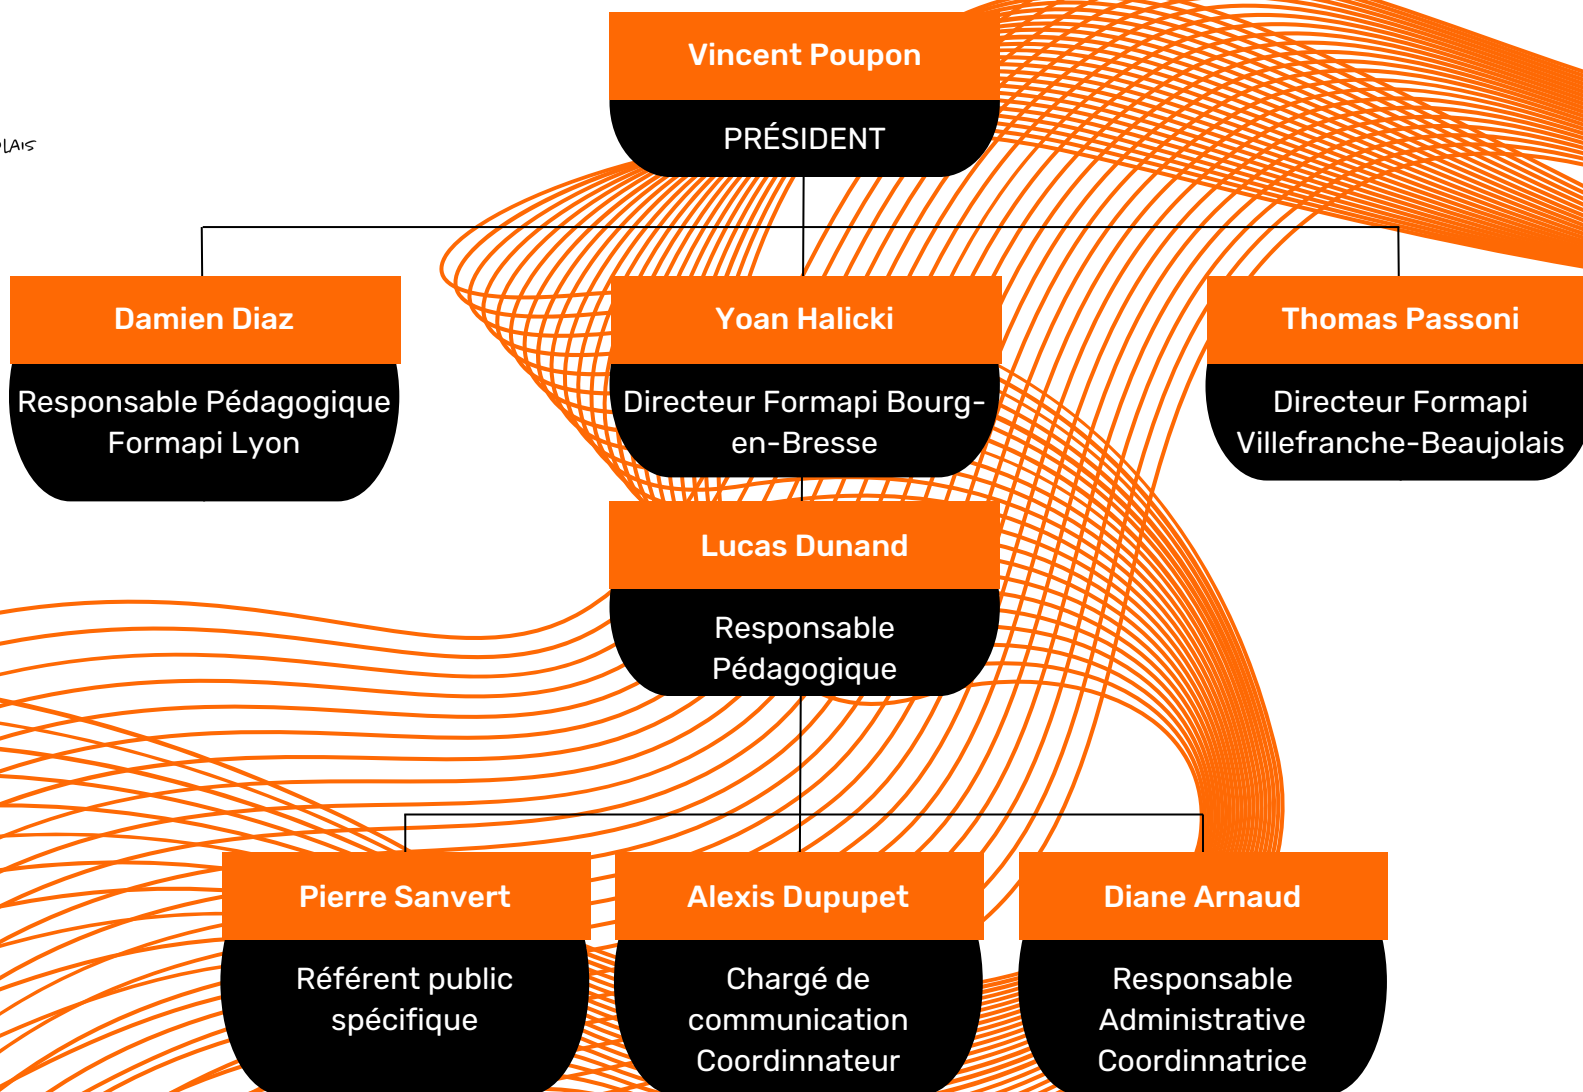 Vincent Poupon
PRÉSIDENT
Damien Diaz
Responsable Pédagogique
Formapi Lyon
Yoan Halicki
Directeur Formapi Bourg-
en-Bresse
Thomas Passoni
Directeur Formapi
Villefranche-Beaujolais
Lucas Dunand
Responsable
Pédagogique
Pierre Sanvert
Référent public
spécifique
Alexis Dupupet
Chargé de
communication
Coordinnateur
Diane Arnaud
Responsable
Administrative
Coordinnatrice